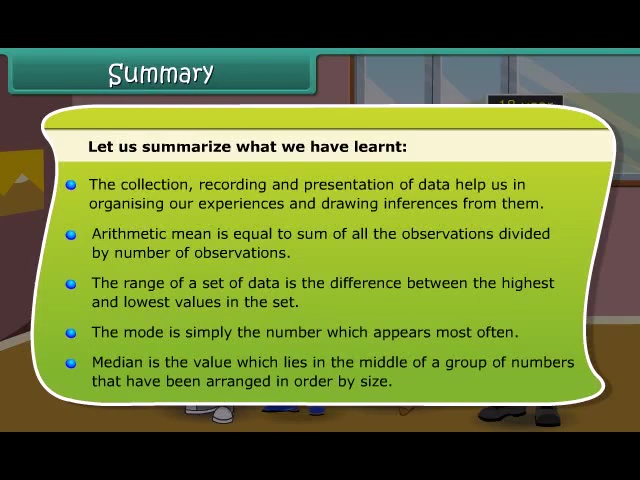 Summary
Let us summarize what we have learnt:
The collection, recording and presentation of data help us in
organising our experiences and drawing inferences from them.
Arithmetic mean is equal to sum of all the observations divided
by number of observations.
The range of a set of data is the difference between the highest
and lowest values in the set.
The mode is simply the number which appears most often.
Median is the value which lies in the middle of a group of numbers
that have been arranged in order by size.